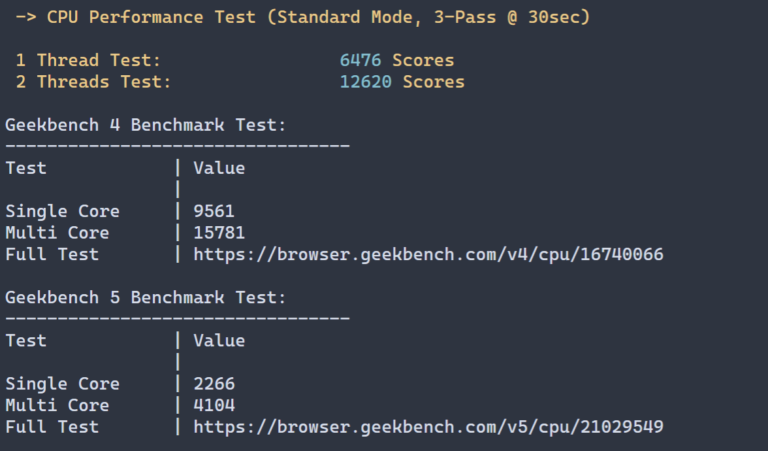 -> CPU Performance Test (Standard Mode, 3-Pass @ 30sec)
1 Thread Test: 6476 Scores
2 Threads Test: 12620 Scores
Geekbench 4 Benchmark Test:
---------------------------------
Test | Value
|
Single Core | 9561
Multi Core | 15781
Full Test | https://browser.geekbench.com/v4/cpu/16740066
Geekbench 5 Benchmark Test:
---------------------------------
Test | Value
|
Single Core | 2266
Multi Core | 4104
Full Test | https://browser.geekbench.com/v5/cpu/21029549